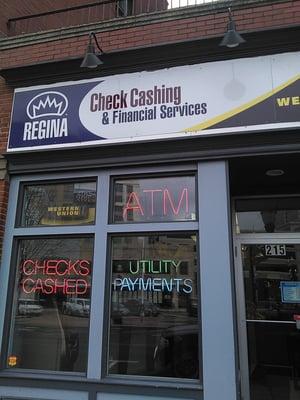 REGINA
Check Cashing
& Financial Services
WE
WESTERN
UNION
ATM
CHECKS
CASHED
UTILITY
PAYMENTS
215